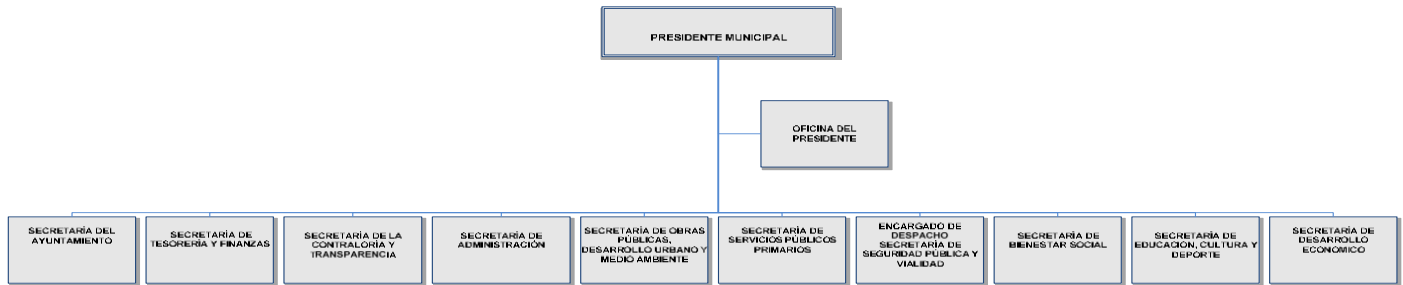 PRESIDENTE MUNICIPAL
OFICINA DEL
PRESIDENTE
SECRETARÍA DEL
AYUNTAMIENTO
SECRETARÍA DE
TESORERÍA Y FINANZAS
SECRETARÍA DE LA
CONTRALORÍA Y
TRANSPARENCIA
SECRETARÍA DE
ADMINISTRACIÓN
SECRETARÍA DE OBRAS
PÚBLICAS,
DESARROLLO URBANO Y
MEDIO AMBIENTE
SECRETARÍA DE
SERVICIOS PÚBLICOS
PRIMARIOS
ENCARGADO DE
DESPACHO
SECRETARÍA DE
SEGURIDAD PÚBLICA Y
VIALIDAD
SECRETARÍA DE
BIENESTAR SOCIAL
SECRETARÍA DE
EDUCACIÓN, CULTURA Y
DEPORTE
SECRETARÍA DE
DESARROLLO
ECONOMICO